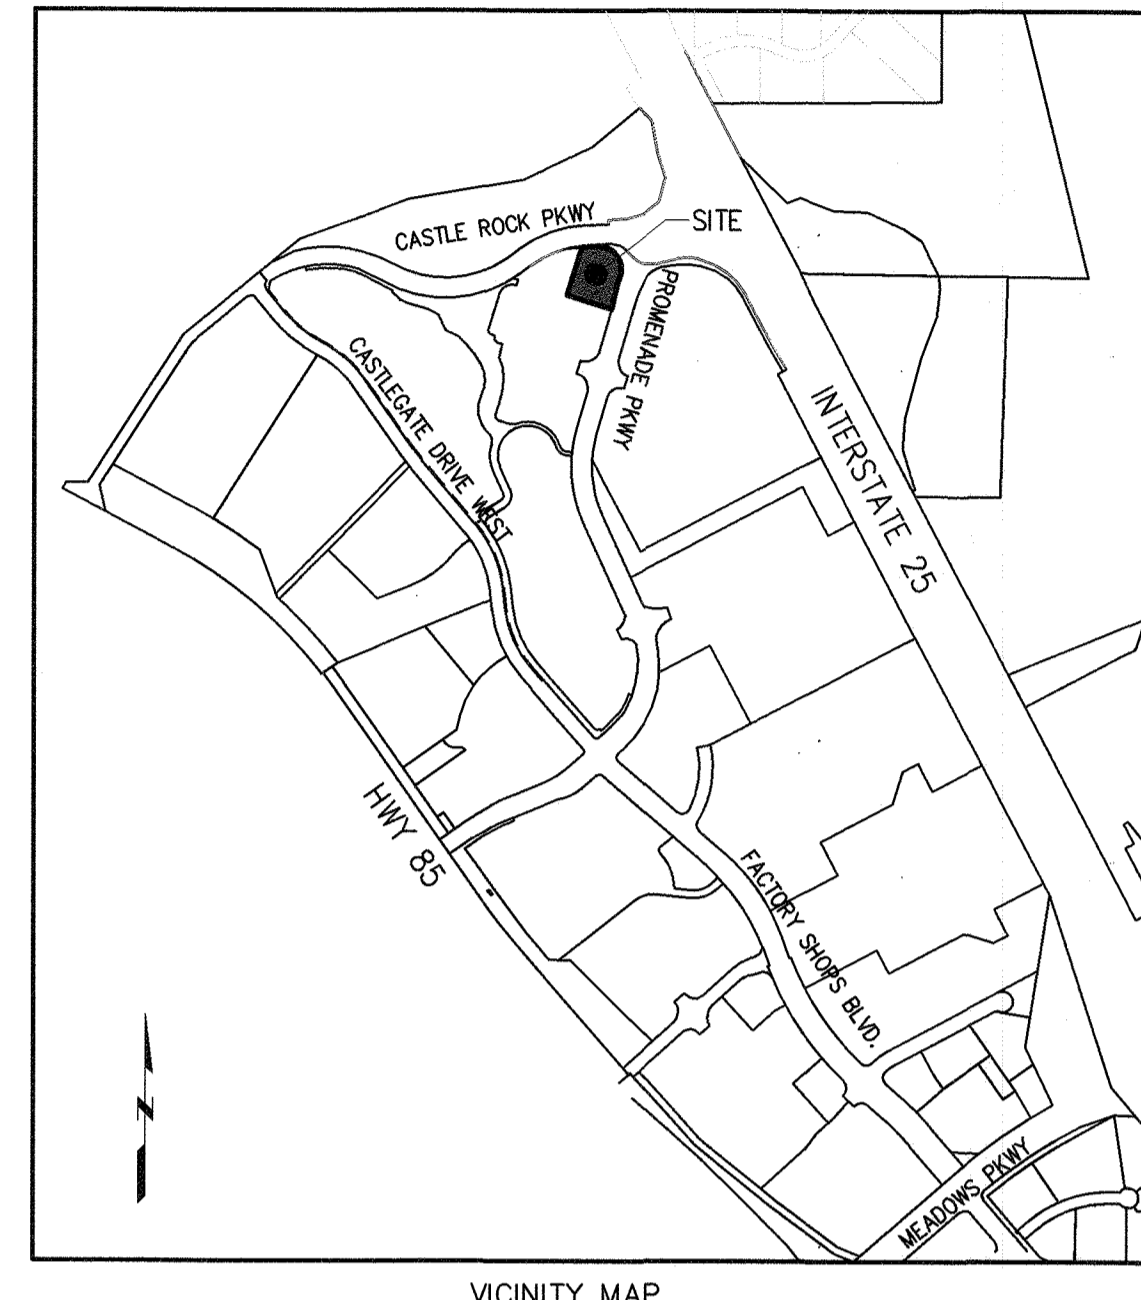 CASTLE ROCK PKWY
SITE
PROMENADE PKWY
CASTLEGATE DRIVE WEST
INTERSTATE 25
HWY 85
FACTORY SHOPS BLVD.
N
MEADOWS PKWY
VICINITY MAP